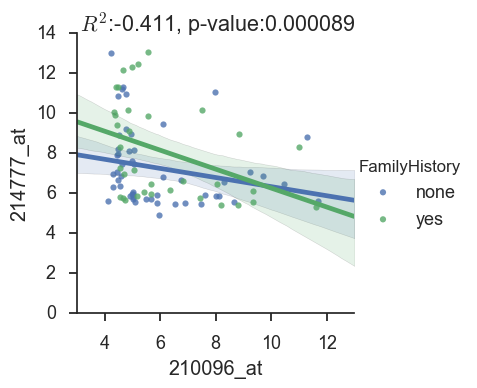 R²:-0.411, p-value:0.000089
14
12
10
8
6
4
2
0
214777_at
4 6 8 10 12
210096_at
FamilyHistory
none
yes